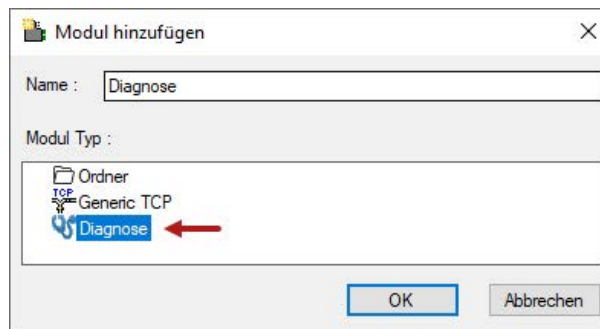 Modul hinzufügen
Name : Diagnose
Modul Typ :
Ordner
TCP
Generic TCP
Diagnose
OK Abbrechen